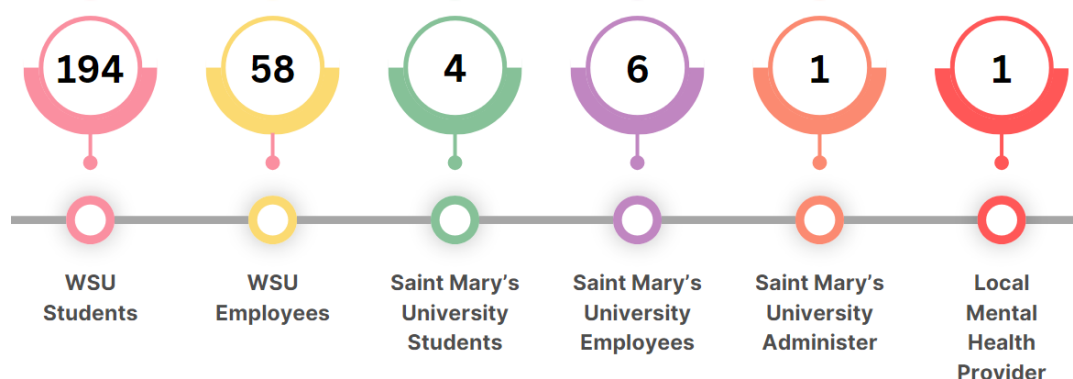 194
58
4
6
1
1
WSU
Students
WSU
Employees
Saint Mary’s
University
Students
Saint Mary’s
University
Employees
Saint Mary’s
University
Administer
Local
Mental
Health
Provider